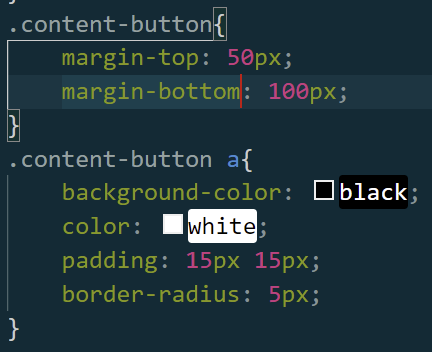 .content-button{
margin-top: 50px;
margin-bottom: 100px;
}
.content-button a{
background-color: black;
color: white;
padding: 15px 15px;
border-radius: 5px;
}